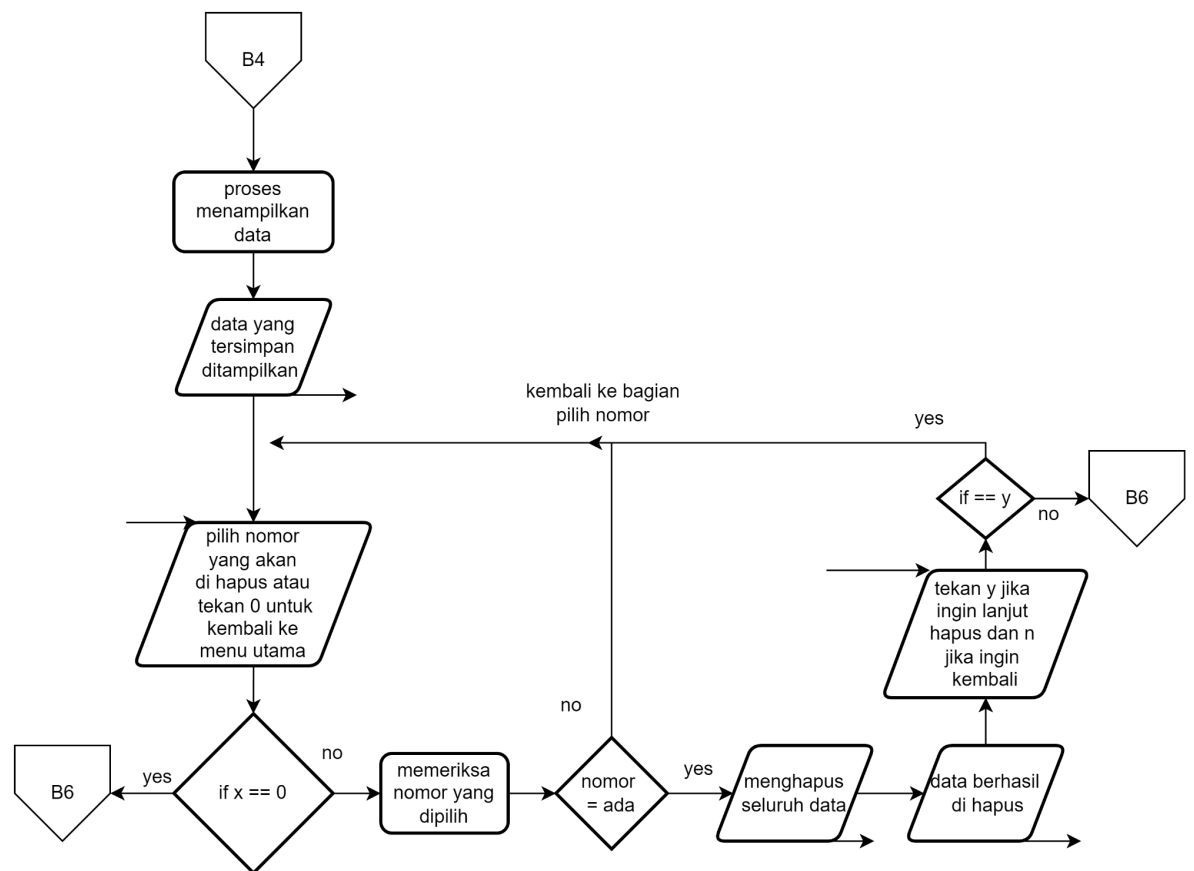 B4
proses
menampilkan
data
data yang
tersimpan
ditampilkan
kembali ke bagian
pilih nomor
yes
if == y
no
B6
pilih nomor
yang akan
di hapus atau
tekan 0 untuk
kembali ke
menu utama
tekan y jika
ingin lanjut
hapus dan n
jika ingin
kembali
B6
yes
if x == 0
no
memeriksa
nomor yang
dipilih
no
nomor
= ada
yes
menghapus
seluruh data
data berhasil
di hapus